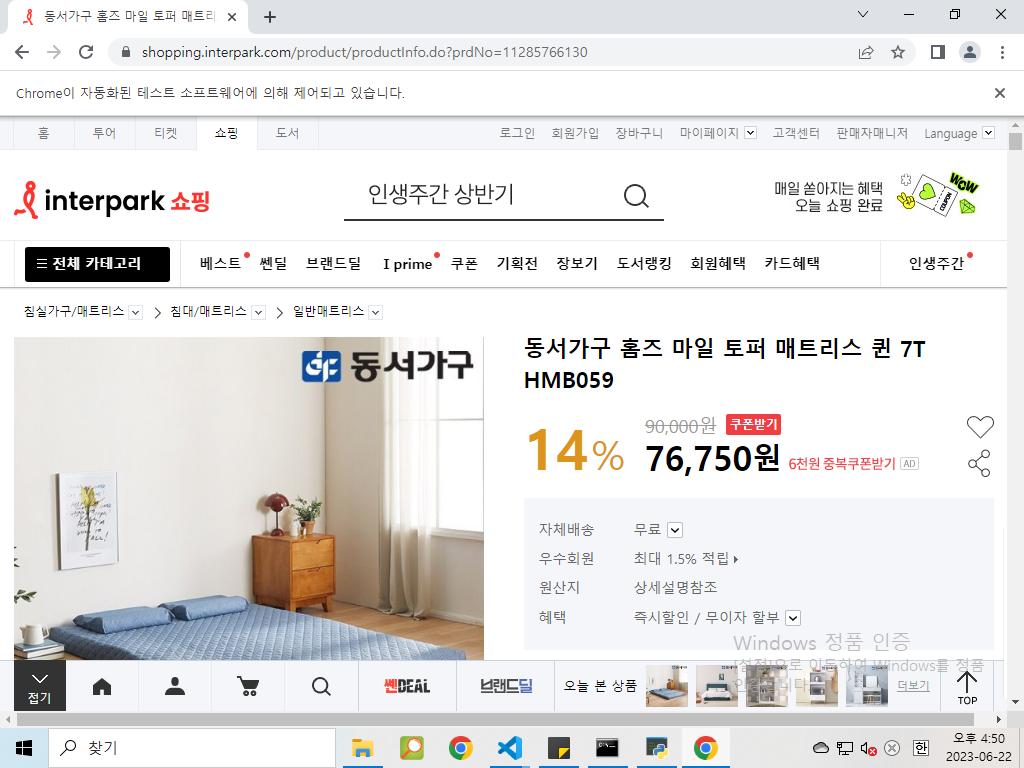 동서가구 홈즈 마일 토퍼 매트리
shopping.interpark.com/product/productInfo.do?prdNo=11285766130
Chrome이 자동화된 테스트 소프트웨어에 의해 제어되고 있습니다.
홈 투어 티켓 쇼핑 도서 로그인 회원가입 장바구니 마이페이지 고객센터 판매자매니저 Language
interpark 쇼핑
인생주간 상반기
매일 쏟아지는 혜택
오늘 쇼핑 완료
WOW
COUPON
전체 카테고리 베스트 쎈딜 브랜드딜 I prime 쿠폰 기획전 장보기 도서랭킹 회원혜택 카드혜택 인생주간
침실가구/매트리스 침대/매트리스 일반매트리스
동서가구
동서가구 홈즈 마일 토퍼 매트리스 퀸 7T
HMB059
14%
90,000원 쿠폰받기
76,750원 6천원 중복쿠폰받기 AD
자체배송 무료
우수회원 최대 1.5% 적립
원산지 상세설명참조
혜택 즉시할인 / 무이자 할부
Windows 정품 인증
[설정]으로 이동하여 Windows를 정품
접기 쎈DEAL 브랜드딜 오늘 본 상품 더보기 TOP
찾기
한
오후 4:50
2023-06-22